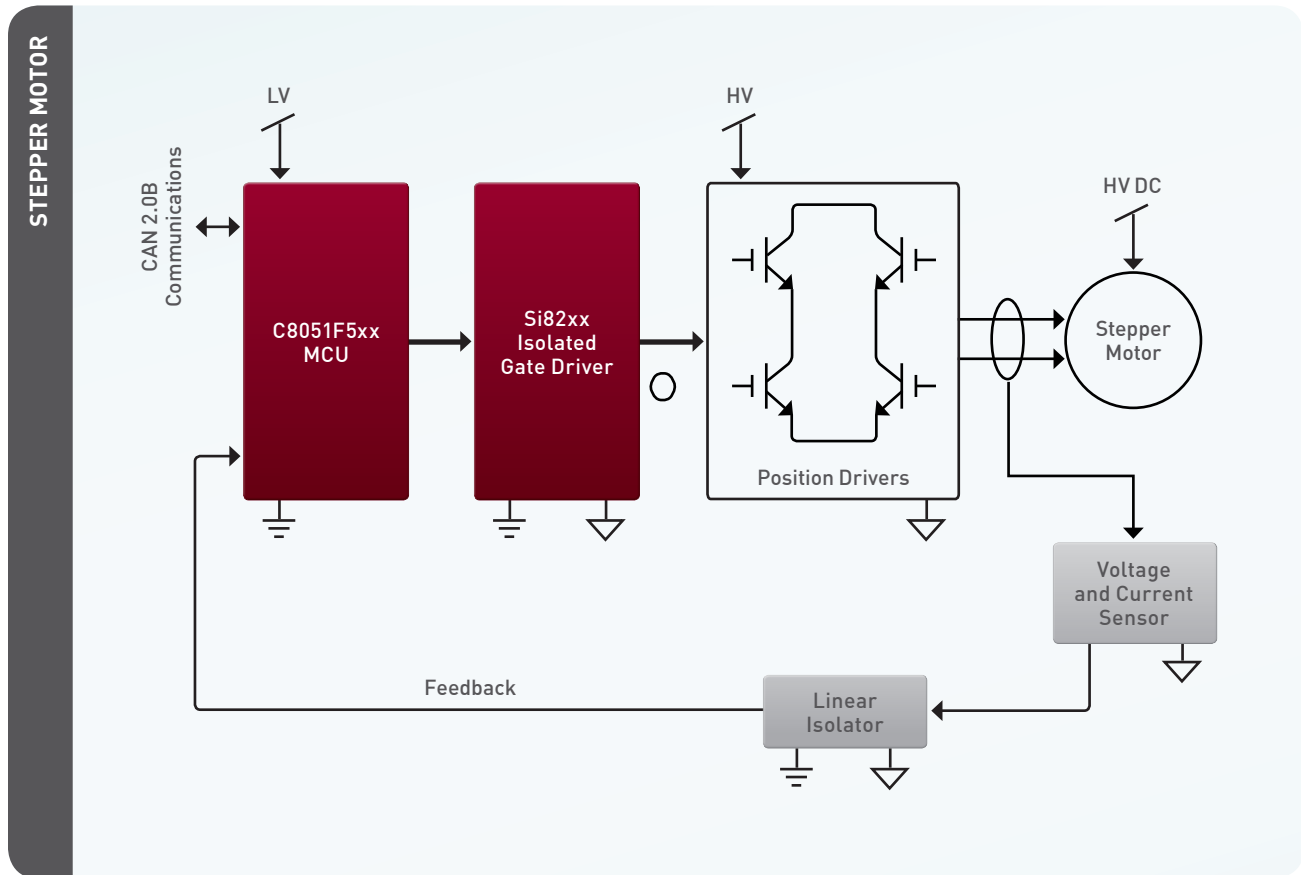 STEPPER MOTOR
LV
HV
HV DC
CAN 2.0B
Communications
C8051F5xx
MCU
Si82xx
Isolated
Gate Driver
Stepper
Motor
Position Drivers
Voltage
and Current
Sensor
Feedback
Linear
Isolator